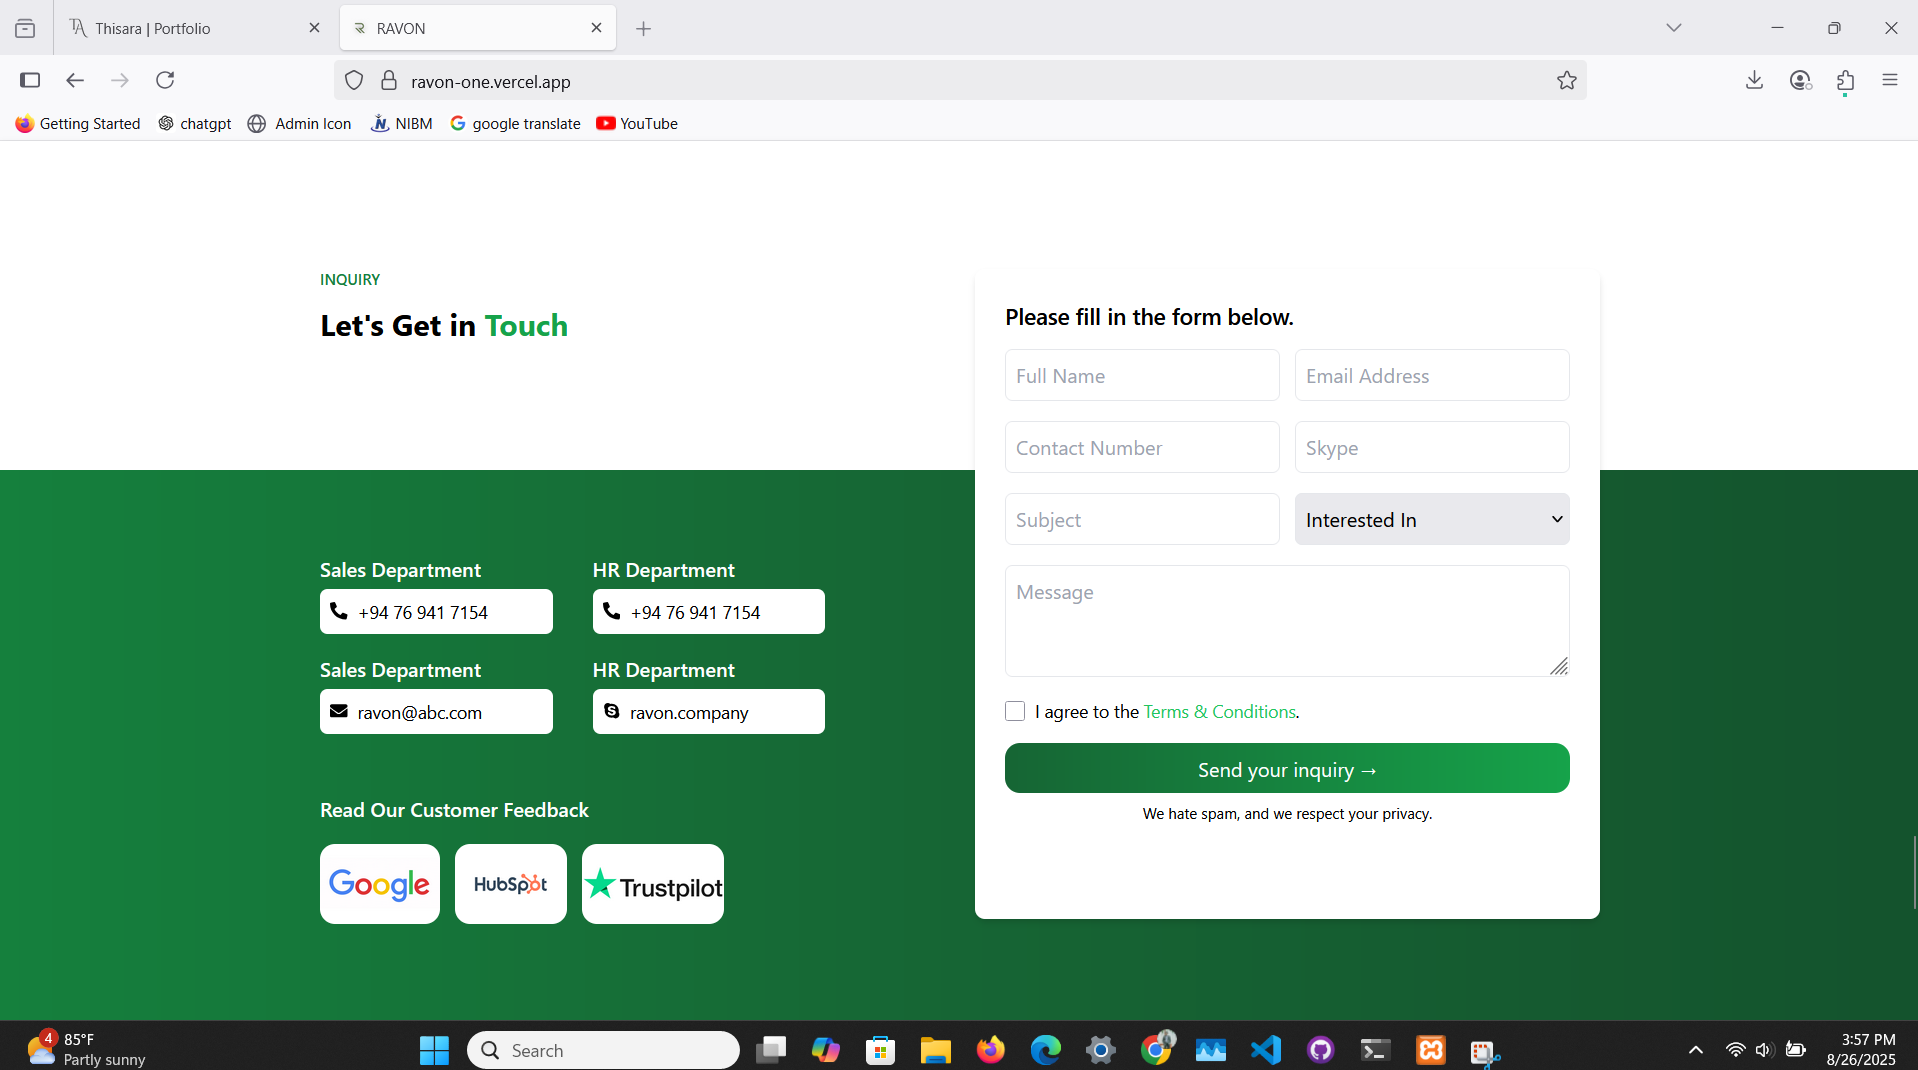 Thisara | Portfolio
RAVON
ravon-one.vercel.app
Getting Started
chatgpt
Admin Icon
NIBM
google translate
YouTube
INQUIRY
Let's Get in Touch
Sales Department
HR Department
+94 76 941 7154
+94 76 941 7154
Sales Department
HR Department
ravon@abc.com
ravon.company
Read Our Customer Feedback
Google
HubSpot
Trustpilot
Please fill in the form below.
Full Name
Email Address
Contact Number
Skype
Subject
Interested In
Message
I agree to the Terms & Conditions.
Send your inquiry →
We hate spam, and we respect your privacy.
4
85°F
Partly sunny
Search
3:57 PM
8/26/2025